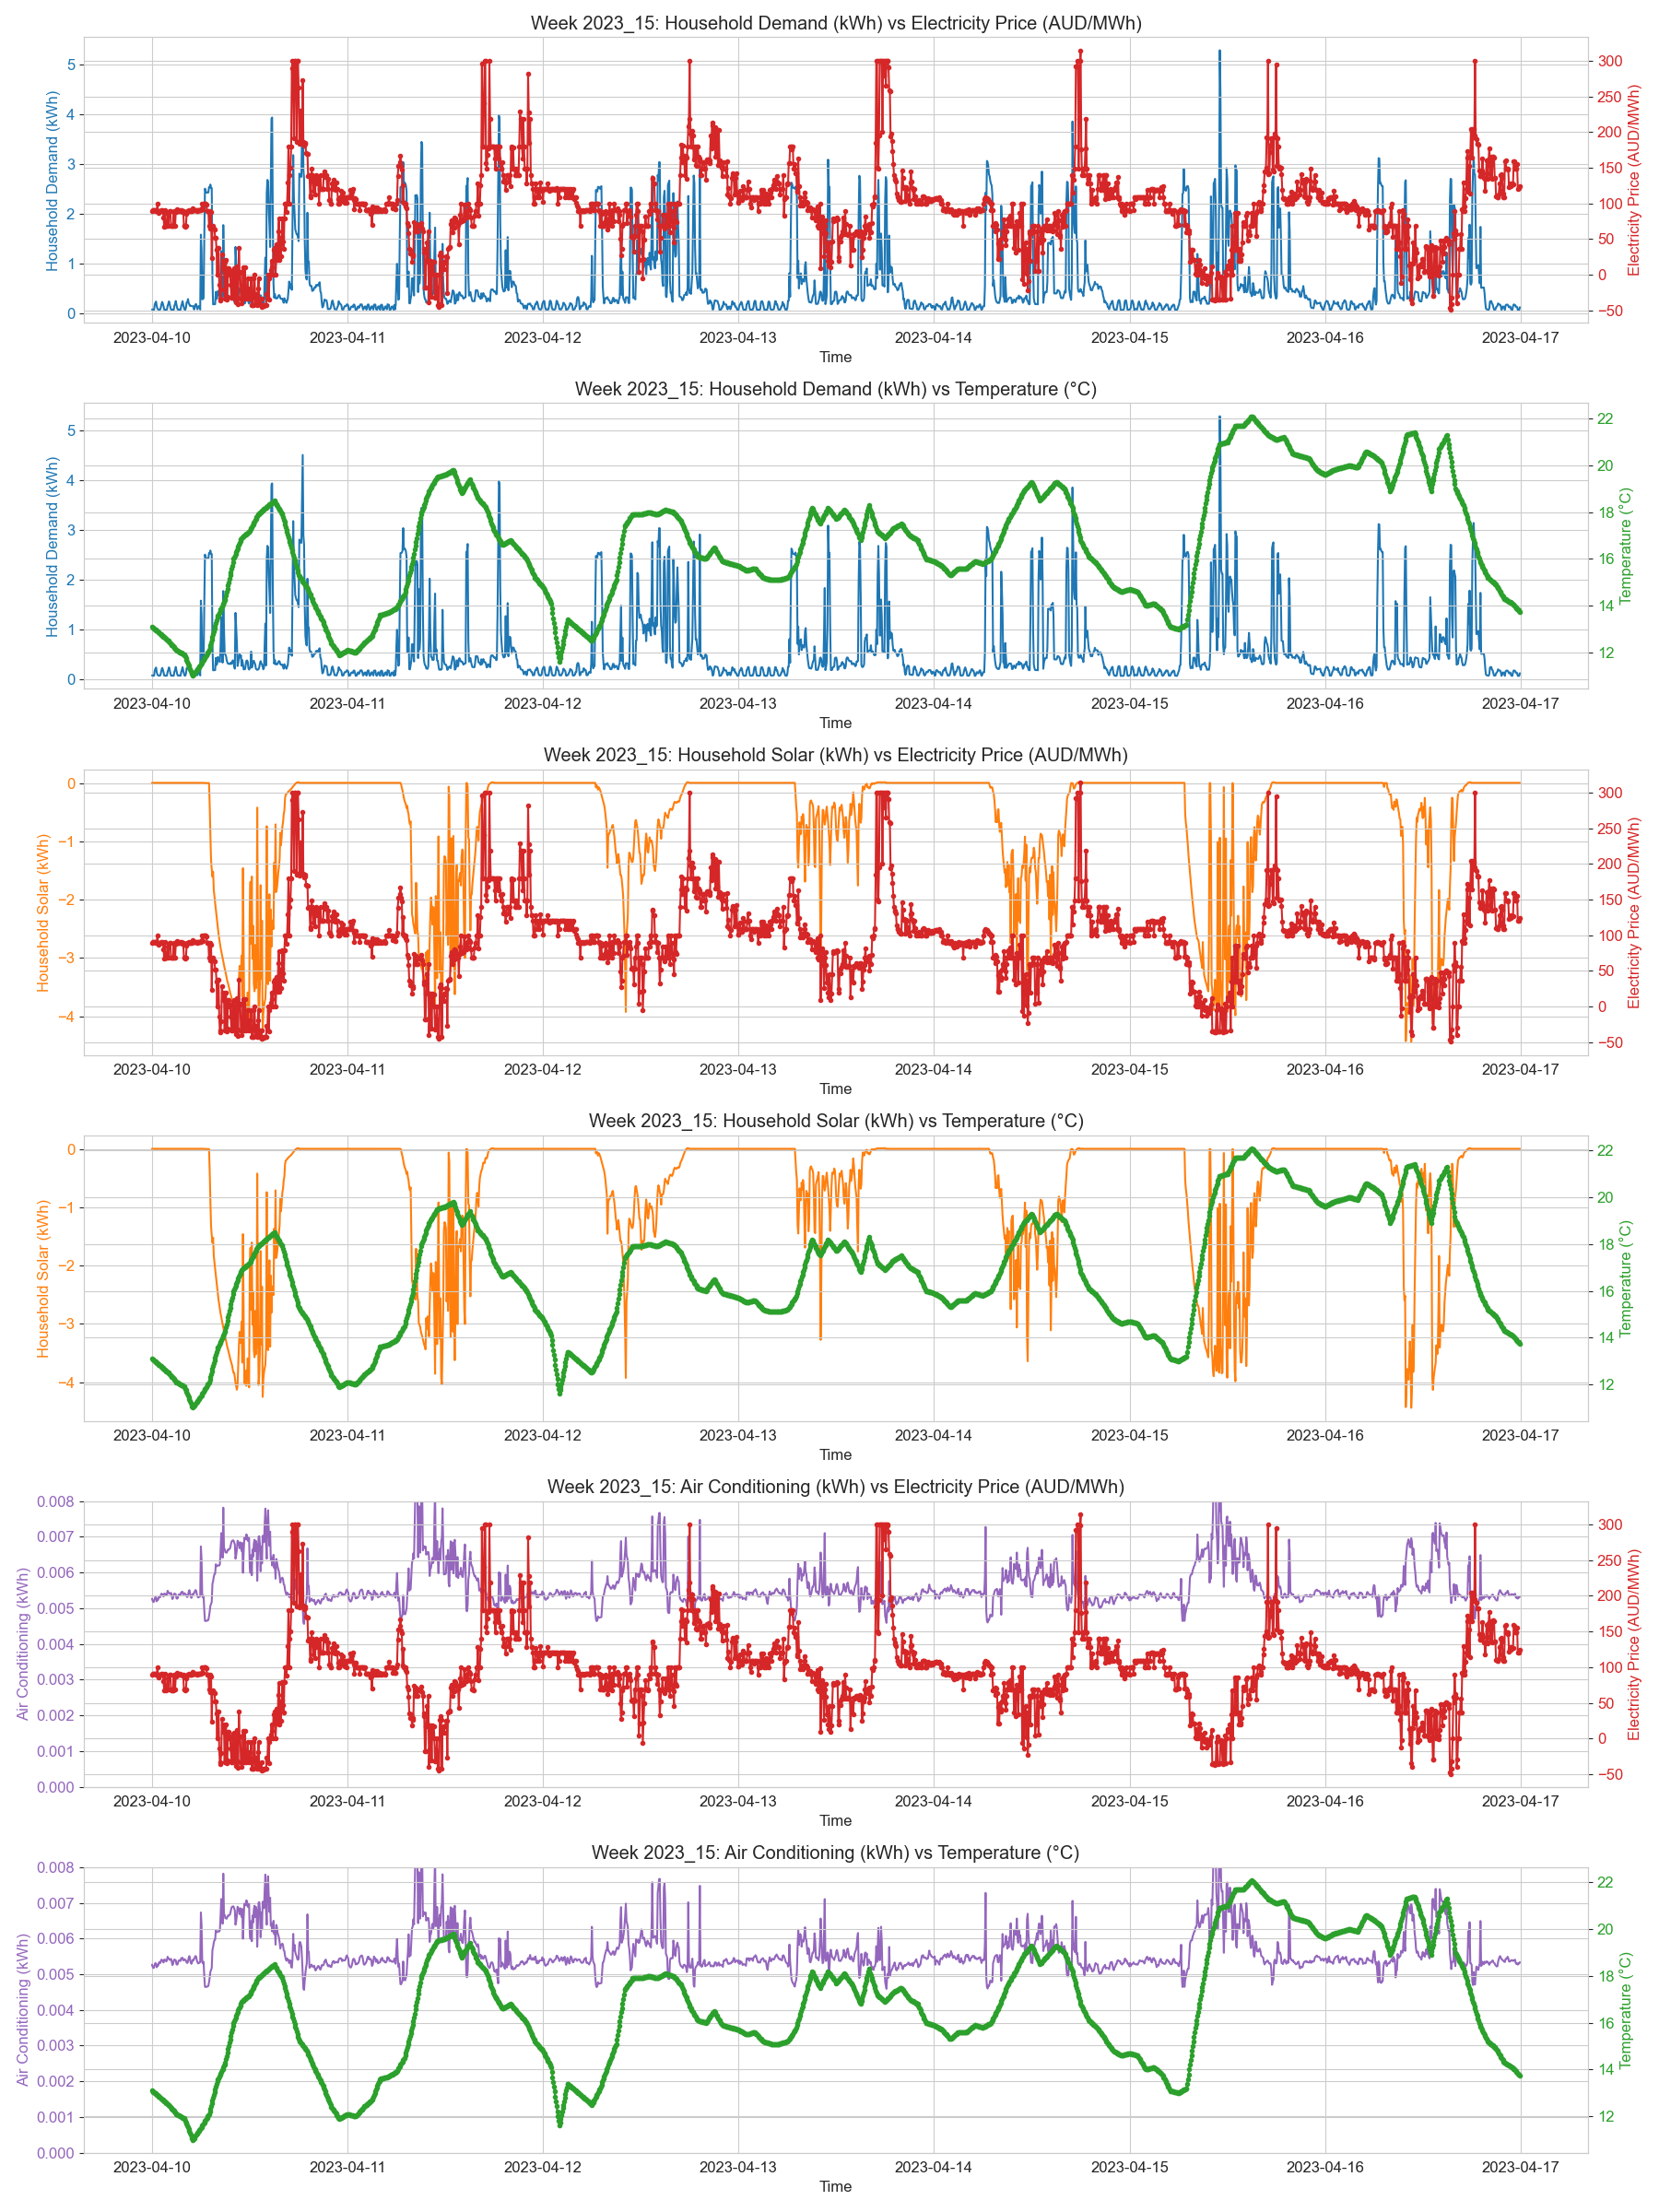 Week 2023_15: Household Demand (kWh) vs Electricity Price (AUD/MWh)
Household Demand (kWh)
5
4
3
2
1
0
300
250
200
150
100
50
0
−50
Electricity Price (AUD/MWh)
2023-04-10 2023-04-11 2023-04-12 2023-04-13 2023-04-14 2023-04-15 2023-04-16 2023-04-17
Time
Week 2023_15: Household Demand (kWh) vs Temperature (°C)
Household Demand (kWh)
5
4
3
2
1
0
22
20
18
16
14
12
Temperature (°C)
2023-04-10 2023-04-11 2023-04-12 2023-04-13 2023-04-14 2023-04-15 2023-04-16 2023-04-17
Time
Week 2023_15: Household Solar (kWh) vs Electricity Price (AUD/MWh)
Household Solar (kWh)
0
−1
−2
−3
−4
300
250
200
150
100
50
0
−50
Electricity Price (AUD/MWh)
2023-04-10 2023-04-11 2023-04-12 2023-04-13 2023-04-14 2023-04-15 2023-04-16 2023-04-17
Time
Week 2023_15: Household Solar (kWh) vs Temperature (°C)
Household Solar (kWh)
0
−1
−2
−3
−4
22
20
18
16
14
12
Temperature (°C)
2023-04-10 2023-04-11 2023-04-12 2023-04-13 2023-04-14 2023-04-15 2023-04-16 2023-04-17
Time
Week 2023_15: Air Conditioning (kWh) vs Electricity Price (AUD/MWh)
Air Conditioning (kWh)
0.008
0.007
0.006
0.005
0.004
0.003
0.002
0.001
0.000
300
250
200
150
100
50
0
−50
Electricity Price (AUD/MWh)
2023-04-10 2023-04-11 2023-04-12 2023-04-13 2023-04-14 2023-04-15 2023-04-16 2023-04-17
Time
Week 2023_15: Air Conditioning (kWh) vs Temperature (°C)
Air Conditioning (kWh)
0.008
0.007
0.006
0.005
0.004
0.003
0.002
0.001
0.000
22
20
18
16
14
12
Temperature (°C)
2023-04-10 2023-04-11 2023-04-12 2023-04-13 2023-04-14 2023-04-15 2023-04-16 2023-04-17
Time